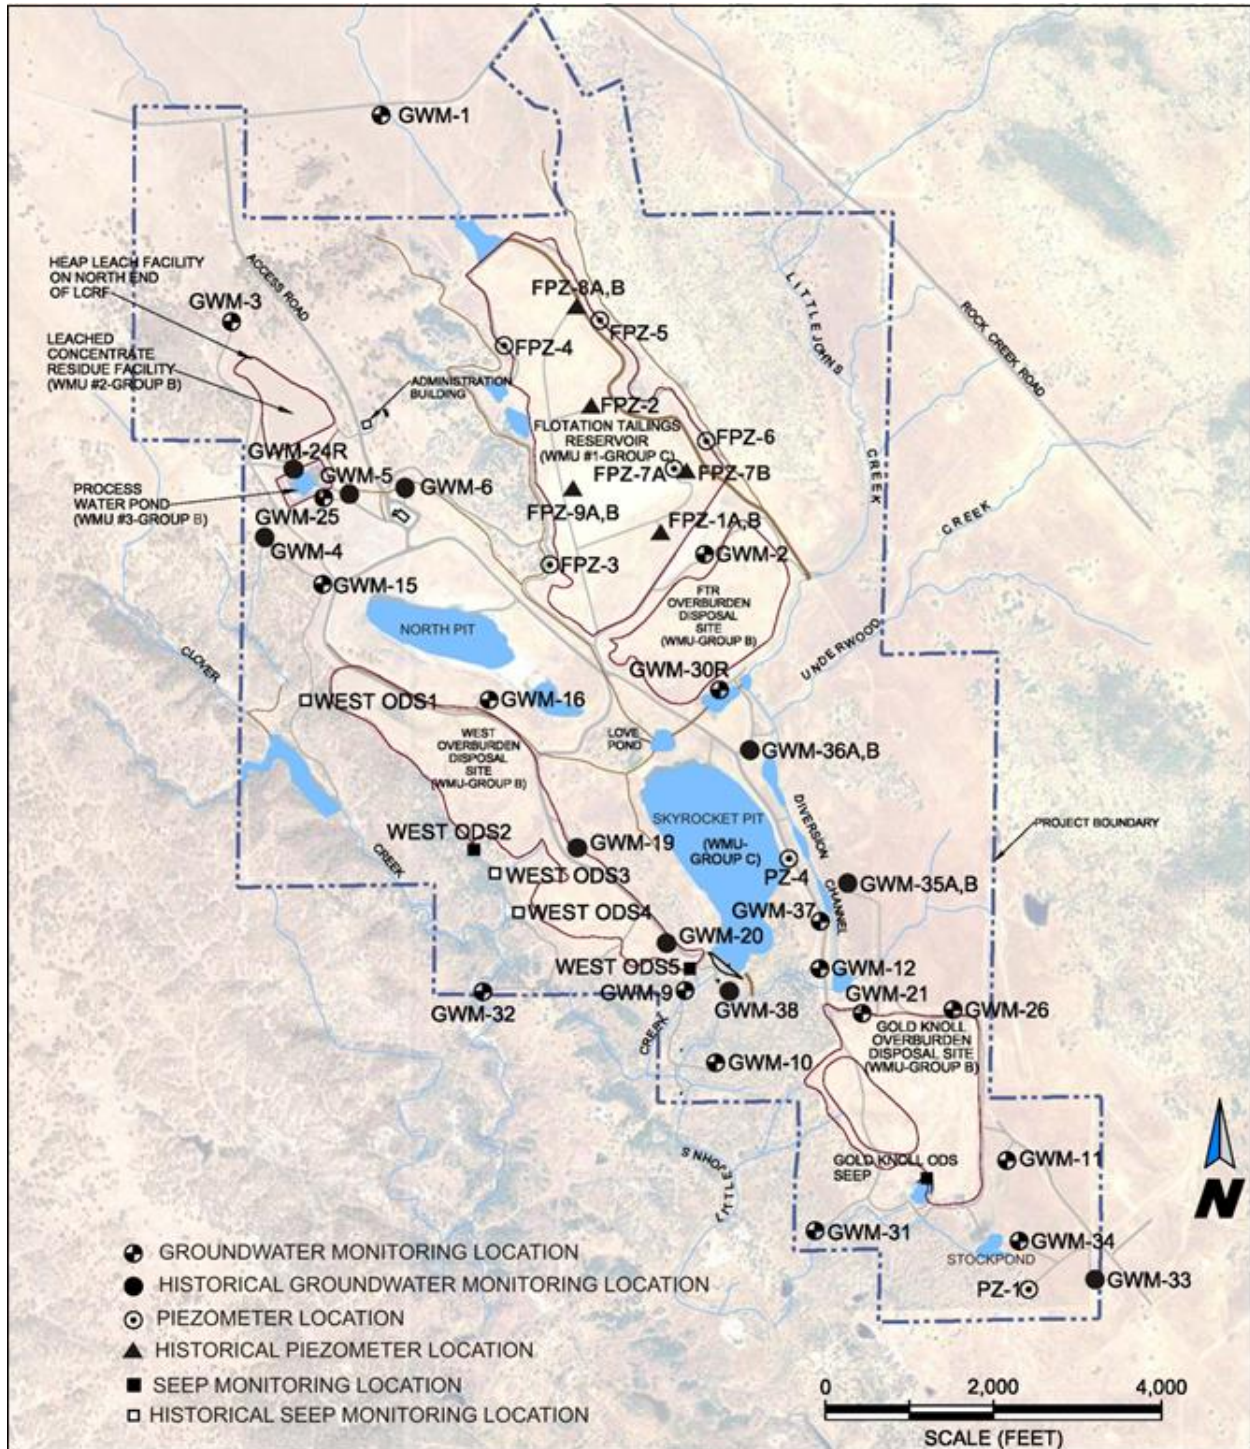 GWM-1
HEAP LEACH FACILITY
ON NORTH END
OF LCRF
ACCESS ROAD
GWM-3
LEACHED
CONCENTRATE
RESIDUE FACILITY
(WMU #2-GROUP B)
ADMINISTRATION
BUILDING
FPZ-8A,B
FPZ-5
FPZ-4
FPZ-2
FLOTATION TAILINGS
RESERVOIR
(WMU #1-GROUP C)
FPZ-6
FPZ-7A
FPZ-7B
FPZ-9A,B
FPZ-1A,B
FPZ-3
LITTLEJOHNS
CREEK
ROCK CREEK ROAD
GWM-24R
GWM-5
GWM-6
PROCESS
WATER POND
(WMU #3-GROUP B)
GWM-25
GWM-4
GWM-15
GWM-2
FTR
OVERBURDEN
DISPOSAL
SITE
(WMU-GROUP B)
UNDERWOOD
CREEK
NORTH PIT
CLOVER
CREEK
GWM-30R
WEST ODS1
GWM-16
WEST
OVERBURDEN
DISPOSAL
SITE
(WMU-GROUP B)
LOVE
POND
GWM-36A,B
SKYROCKET PIT
(WMU-
GROUP C)
DIVERSION
CHANNEL
PROJECT BOUNDARY
WEST ODS2
GWM-19
WEST ODS3
PZ-4
GWM-35A,B
WEST ODS4
GWM-37
GWM-20
WEST ODS5
GWM-12
GWM-9
GWM-32
GWM-38
GWM-21
GWM-26
GOLD KNOLL
OVERBURDEN
DISPOSAL SITE
(WMU-GROUP B)
CREEK
GWM-10
LITTLEJOHNS
GOLD KNOLL ODS
SEEP
GWM-11
GWM-31
GWM-34
STOCKPOND
GWM-33
PZ-1
N
GROUNDWATER MONITORING LOCATION
HISTORICAL GROUNDWATER MONITORING LOCATION
PIEZOMETER LOCATION
HISTORICAL PIEZOMETER LOCATION
SEEP MONITORING LOCATION
HISTORICAL SEEP MONITORING LOCATION
0 2,000 4,000
SCALE (FEET)